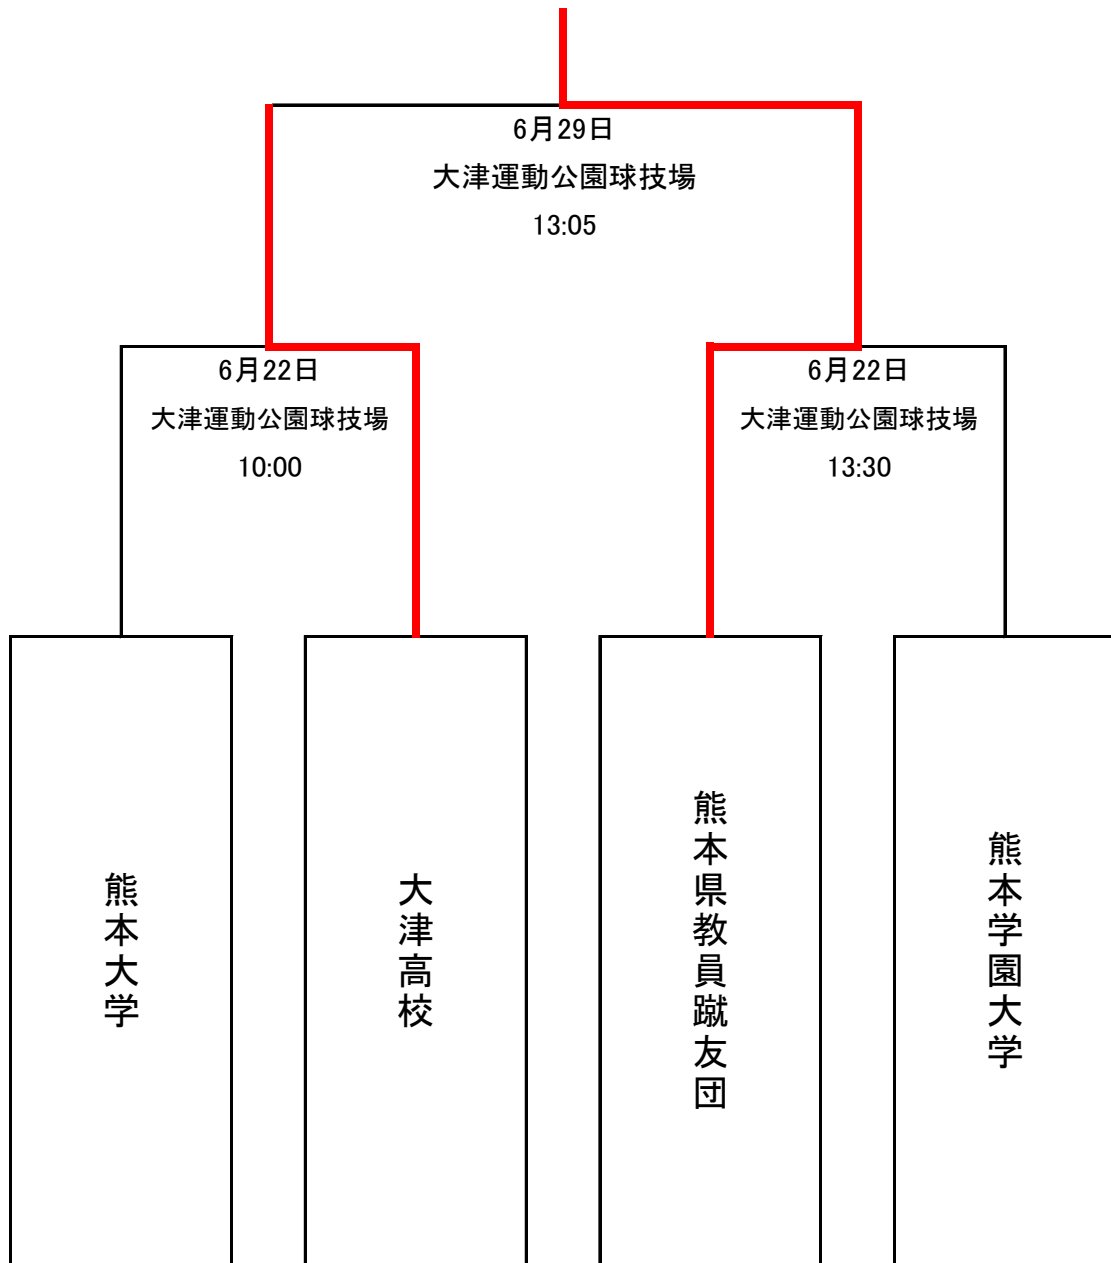 6月29日
大津運動公園球技場
13:05
6月22日
大津運動公園球技場
10:00
6月22日
大津運動公園球技場
13:30
熊本大学
大津高校
熊本県教員蹴友団
熊本学園大学